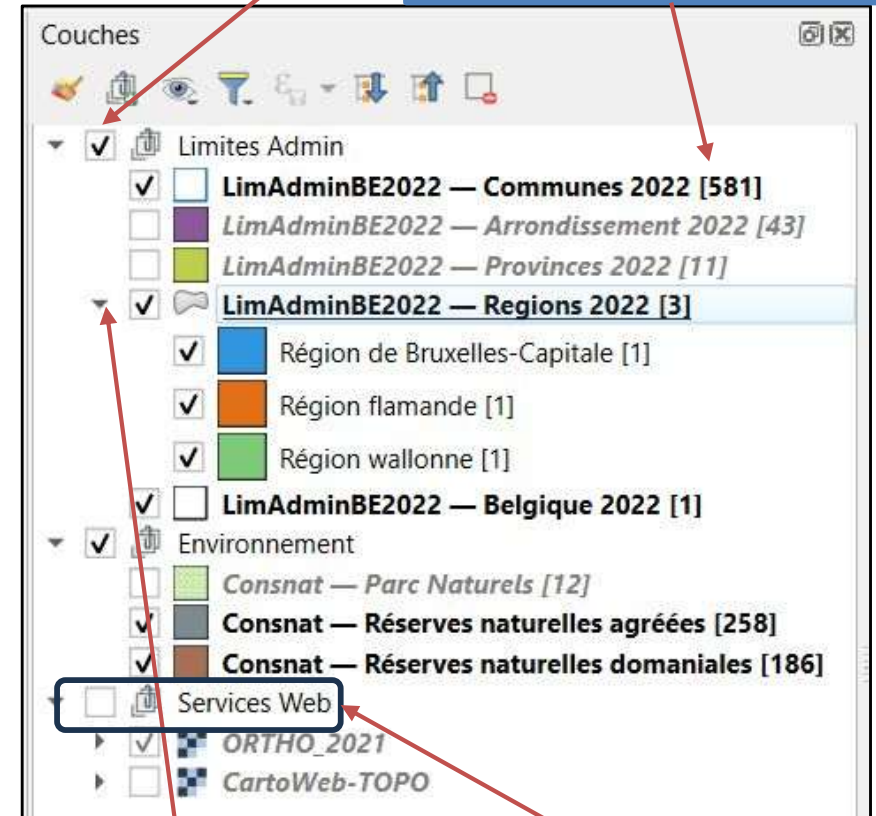 Couches
Limites Admin
LimAdminBE2022 — Communes 2022 [581]
LimAdminBE2022 — Arrondissement 2022 [43]
LimAdminBE2022 — Provinces 2022 [11]
LimAdminBE2022 — Regions 2022 [3]
Région de Bruxelles-Capitale [1]
Région flamande [1]
Région wallonne [1]
LimAdminBE2022 — Belgique 2022 [1]
Environnement
Consnat — Parc Naturels [12]
Consnat — Réserves naturelles agréées [258]
Consnat — Réserves naturelles domaniales [186]
Services Web
ORTHO_2021
CartoWeb-TOPO